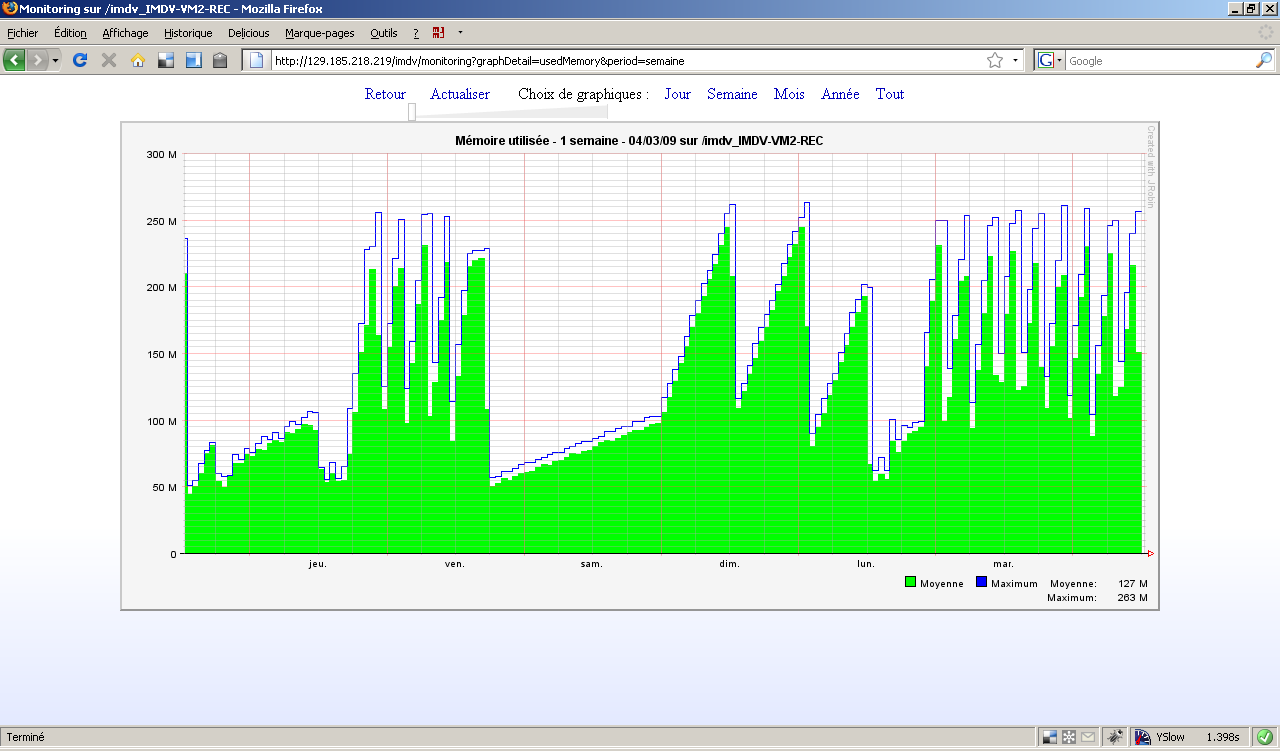 Monitoring sur /imdv_IMDV-VM2-REC - Mozilla Firefox
Fichier Édition Affichage Historique Delicious Marque-pages Outils ?
http://129.185.218.219/imdv/monitoring?graphDetail=usedMemory&period=semaine
G Google
Retour Actualiser Choix de graphiques : Jour Semaine Mois Année Tout
Mémoire utilisée - 1 semaine - 04/03/09 sur /imdv_IMDV-VM2-REC
Created with JRobin
300 M
250 M
200 M
150 M
100 M
50 M
0
jeu. ven. sam. dim. lun. mar.
Moyenne Maximum Moyenne: 127 M
Maximum: 263 M
Terminé YSlow 1.398s